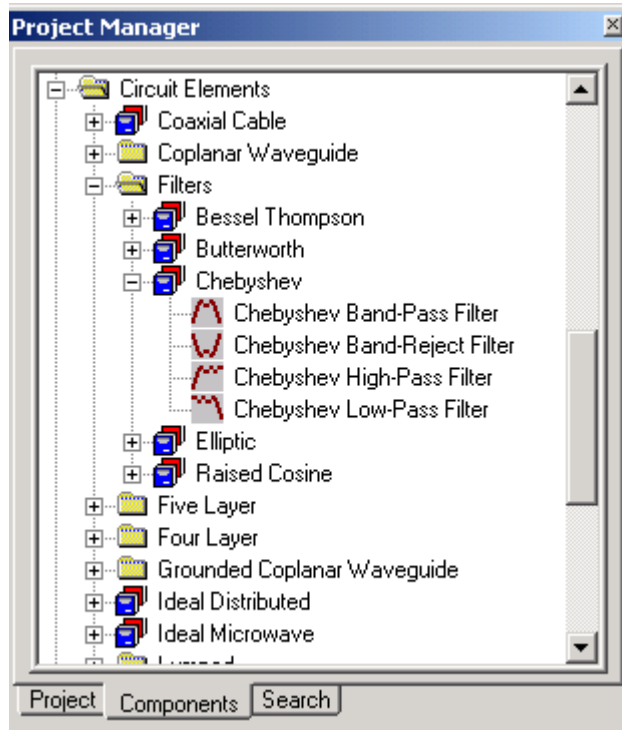 Project Manager
Circuit Elements
Coaxial Cable
Coplanar Waveguide
Filters
Bessel Thompson
Butterworth
Chebyshev
Chebyshev Band-Pass Filter
Chebyshev Band-Reject Filter
Chebyshev High-Pass Filter
Chebyshev Low-Pass Filter
Elliptic
Raised Cosine
Five Layer
Four Layer
Grounded Coplanar Waveguide
Ideal Distributed
Ideal Microwave
Project Components Search